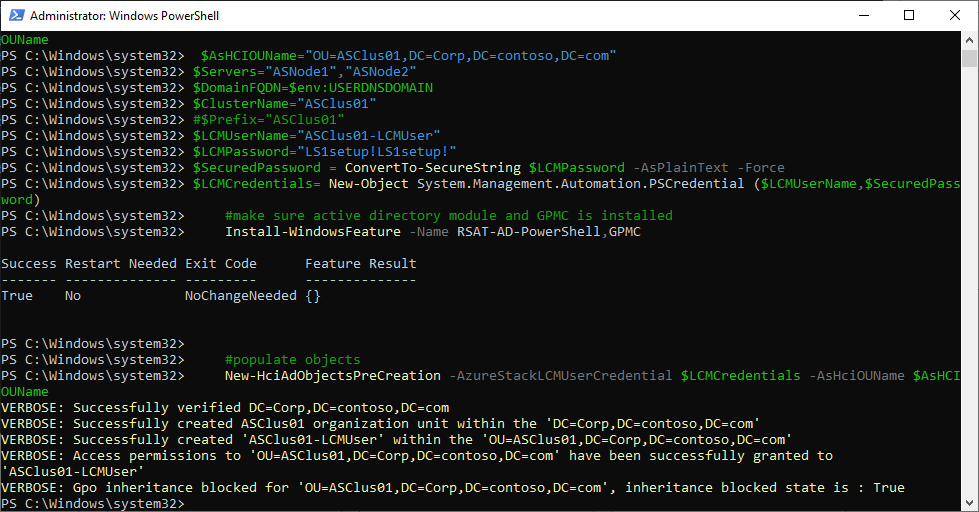 Administrator: Windows PowerShell
OUName
PS C:\Windows\system32>  $AsHCIOUName="OU=ASClus01,DC=Corp,DC=contoso,DC=com"
PS C:\Windows\system32> $Servers="ASNode1","ASNode2"
PS C:\Windows\system32> $DomainFQDN=$env:USERDNSDOMAIN
PS C:\Windows\system32> $ClusterName="ASClus01"
PS C:\Windows\system32> #$Prefix="ASClus01"
PS C:\Windows\system32> $LCMUserName="ASClus01-LCMUser"
PS C:\Windows\system32> $LCMPassword="LS1setup!LS1setup!"
PS C:\Windows\system32> $SecuredPassword = ConvertTo-SecureString $LCMPassword -AsPlainText -Force
PS C:\Windows\system32> $LCMCredentials= New-Object System.Management.Automation.PSCredential ($LCMUserName,$SecuredPass
word)
PS C:\Windows\system32>     #make sure active directory module and GPMC is installed
PS C:\Windows\system32>     Install-WindowsFeature -Name RSAT-AD-PowerShell,GPMC
Success Restart Needed Exit Code      Feature Result
------- -------------- ---------      --------------
True    No             NoChangeNeeded {}
PS C:\Windows\system32>
PS C:\Windows\system32>     #populate objects
PS C:\Windows\system32>     New-HciAdObjectsPreCreation -AzureStackLCMUserCredential $LCMCredentials -AsHciOUName $AsHCI
OUName
VERBOSE: Successfully verified DC=Corp,DC=contoso,DC=com
VERBOSE: Successfully created ASClus01 organization unit within the 'DC=Corp,DC=contoso,DC=com'
VERBOSE: Successfully created 'ASClus01-LCMUser' within the 'OU=ASClus01,DC=Corp,DC=contoso,DC=com'
VERBOSE: Access permissions to 'OU=ASClus01,DC=Corp,DC=contoso,DC=com' have been successfully granted to
'ASClus01-LCMUser'
VERBOSE: Gpo inheritance blocked for 'OU=ASClus01,DC=Corp,DC=contoso,DC=com', inheritance blocked state is : True
PS C:\Windows\system32>